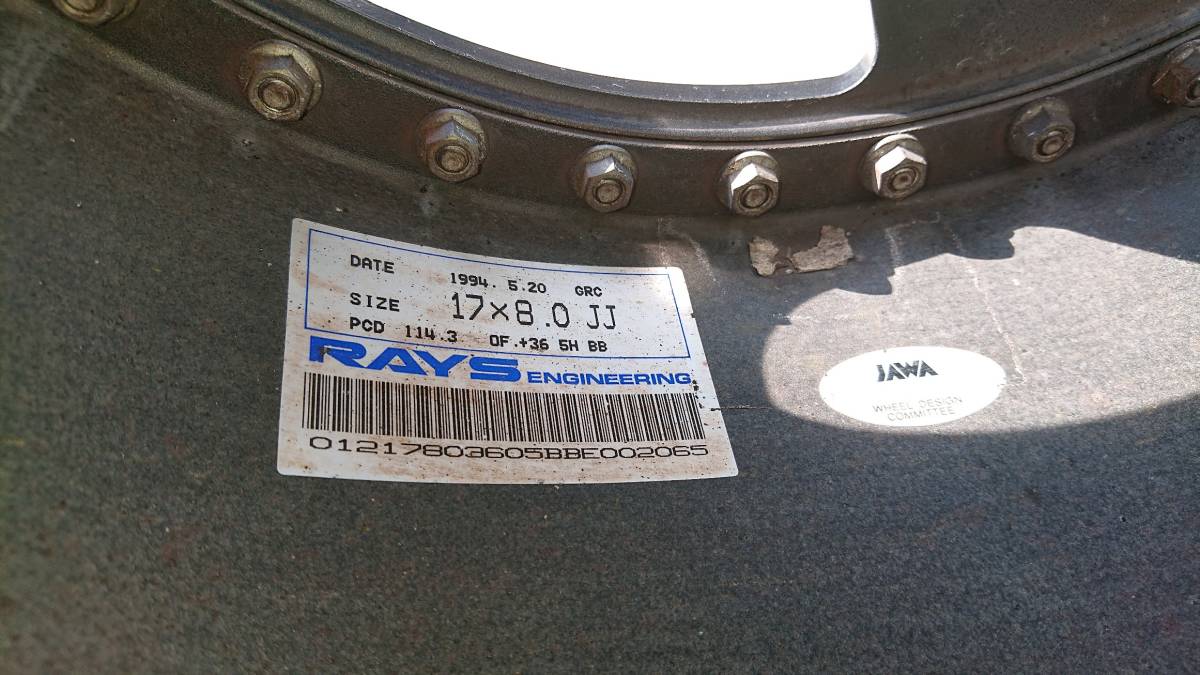 DATE 1994. 5.20 GRC
SIZE 17×8.0 JJ
PCD 114.3 OF.+36 5H BB
RAYS ENGINEERING
01217803605BBE002065
JAWA
WHEEL DESIGN
COMMITTEE